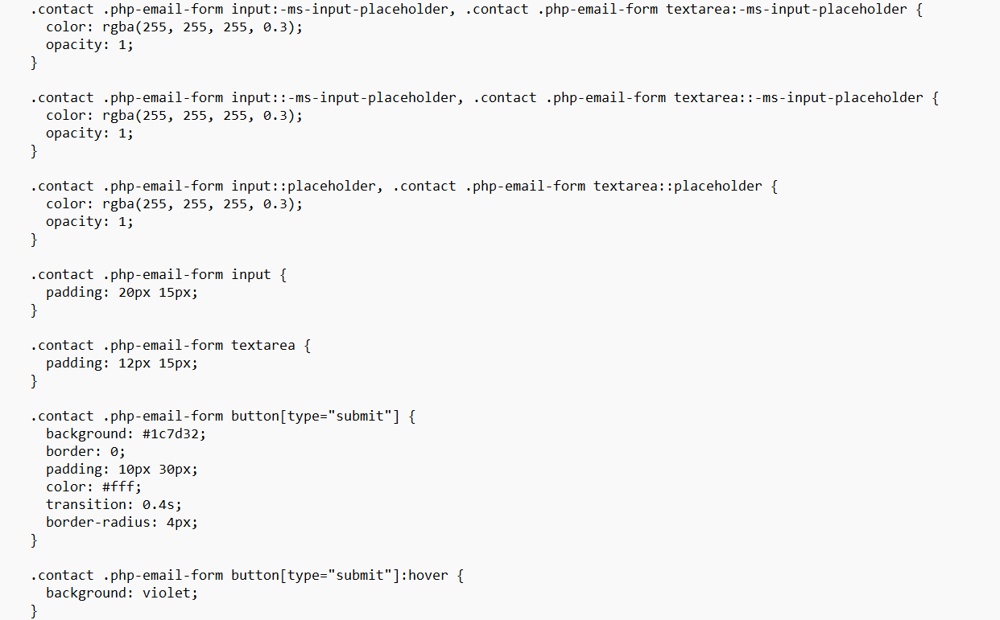 .contact .php-email-form input:-ms-input-placeholder, .contact .php-email-form textarea:-ms-input-placeholder {
  color: rgba(255, 255, 255, 0.3);
  opacity: 1;
}

.contact .php-email-form input::-ms-input-placeholder, .contact .php-email-form textarea::-ms-input-placeholder {
  color: rgba(255, 255, 255, 0.3);
  opacity: 1;
}

.contact .php-email-form input::placeholder, .contact .php-email-form textarea::placeholder {
  color: rgba(255, 255, 255, 0.3);
  opacity: 1;
}

.contact .php-email-form input {
  padding: 20px 15px;
}

.contact .php-email-form textarea {
  padding: 12px 15px;
}

.contact .php-email-form button[type="submit"] {
  background: #1c7d32;
  border: 0;
  padding: 10px 30px;
  color: #fff;
  transition: 0.4s;
  border-radius: 4px;
}

.contact .php-email-form button[type="submit"]:hover {
  background: violet;
}